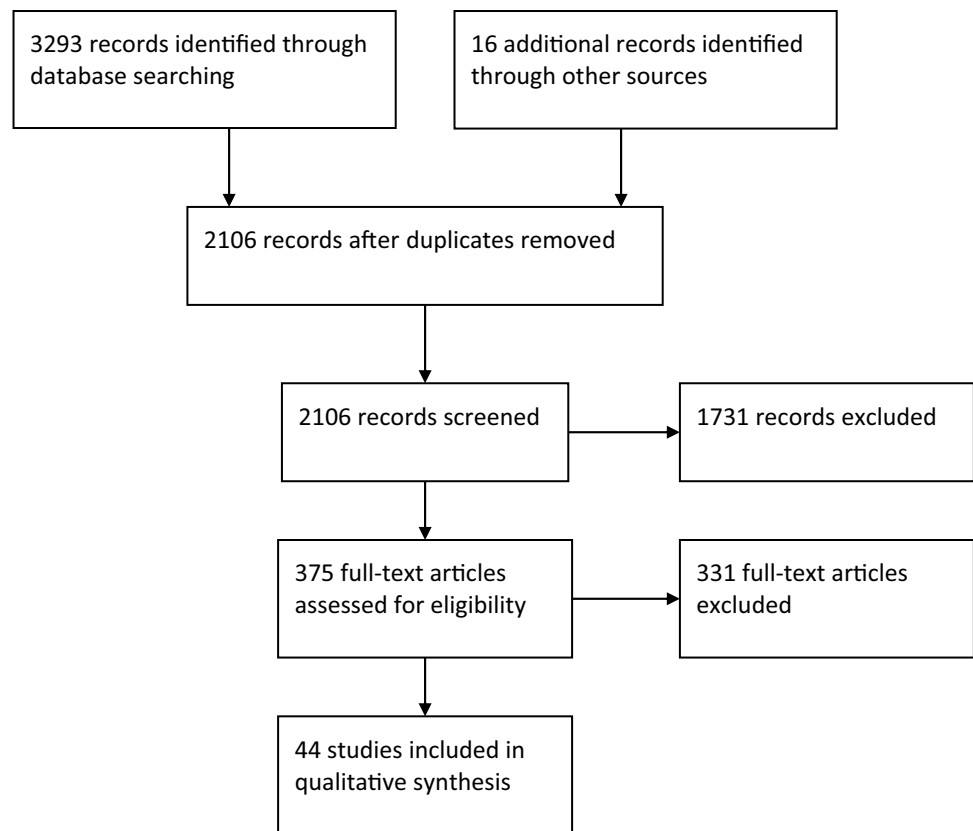 3293 records identified through
database searching
16 additional records identified
through other sources
2106 records after duplicates removed
2106 records screened
1731 records excluded
375 full-text articles
assessed for eligibility
331 full-text articles
excluded
44 studies included in
qualitative synthesis